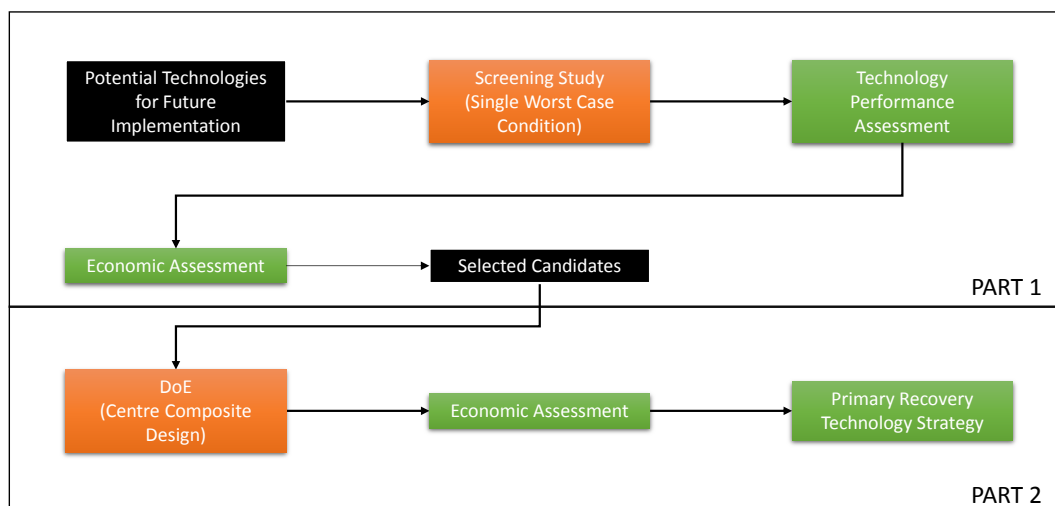 Potential Technologies
for Future
Implementation
Screening Study
(Single Worst Case
Condition)
Technology
Performance
Assessment
Economic Assessment
Selected Candidates
PART 1
DoE
(Centre Composite
Design)
Economic Assessment
Primary Recovery
Technology Strategy
PART 2